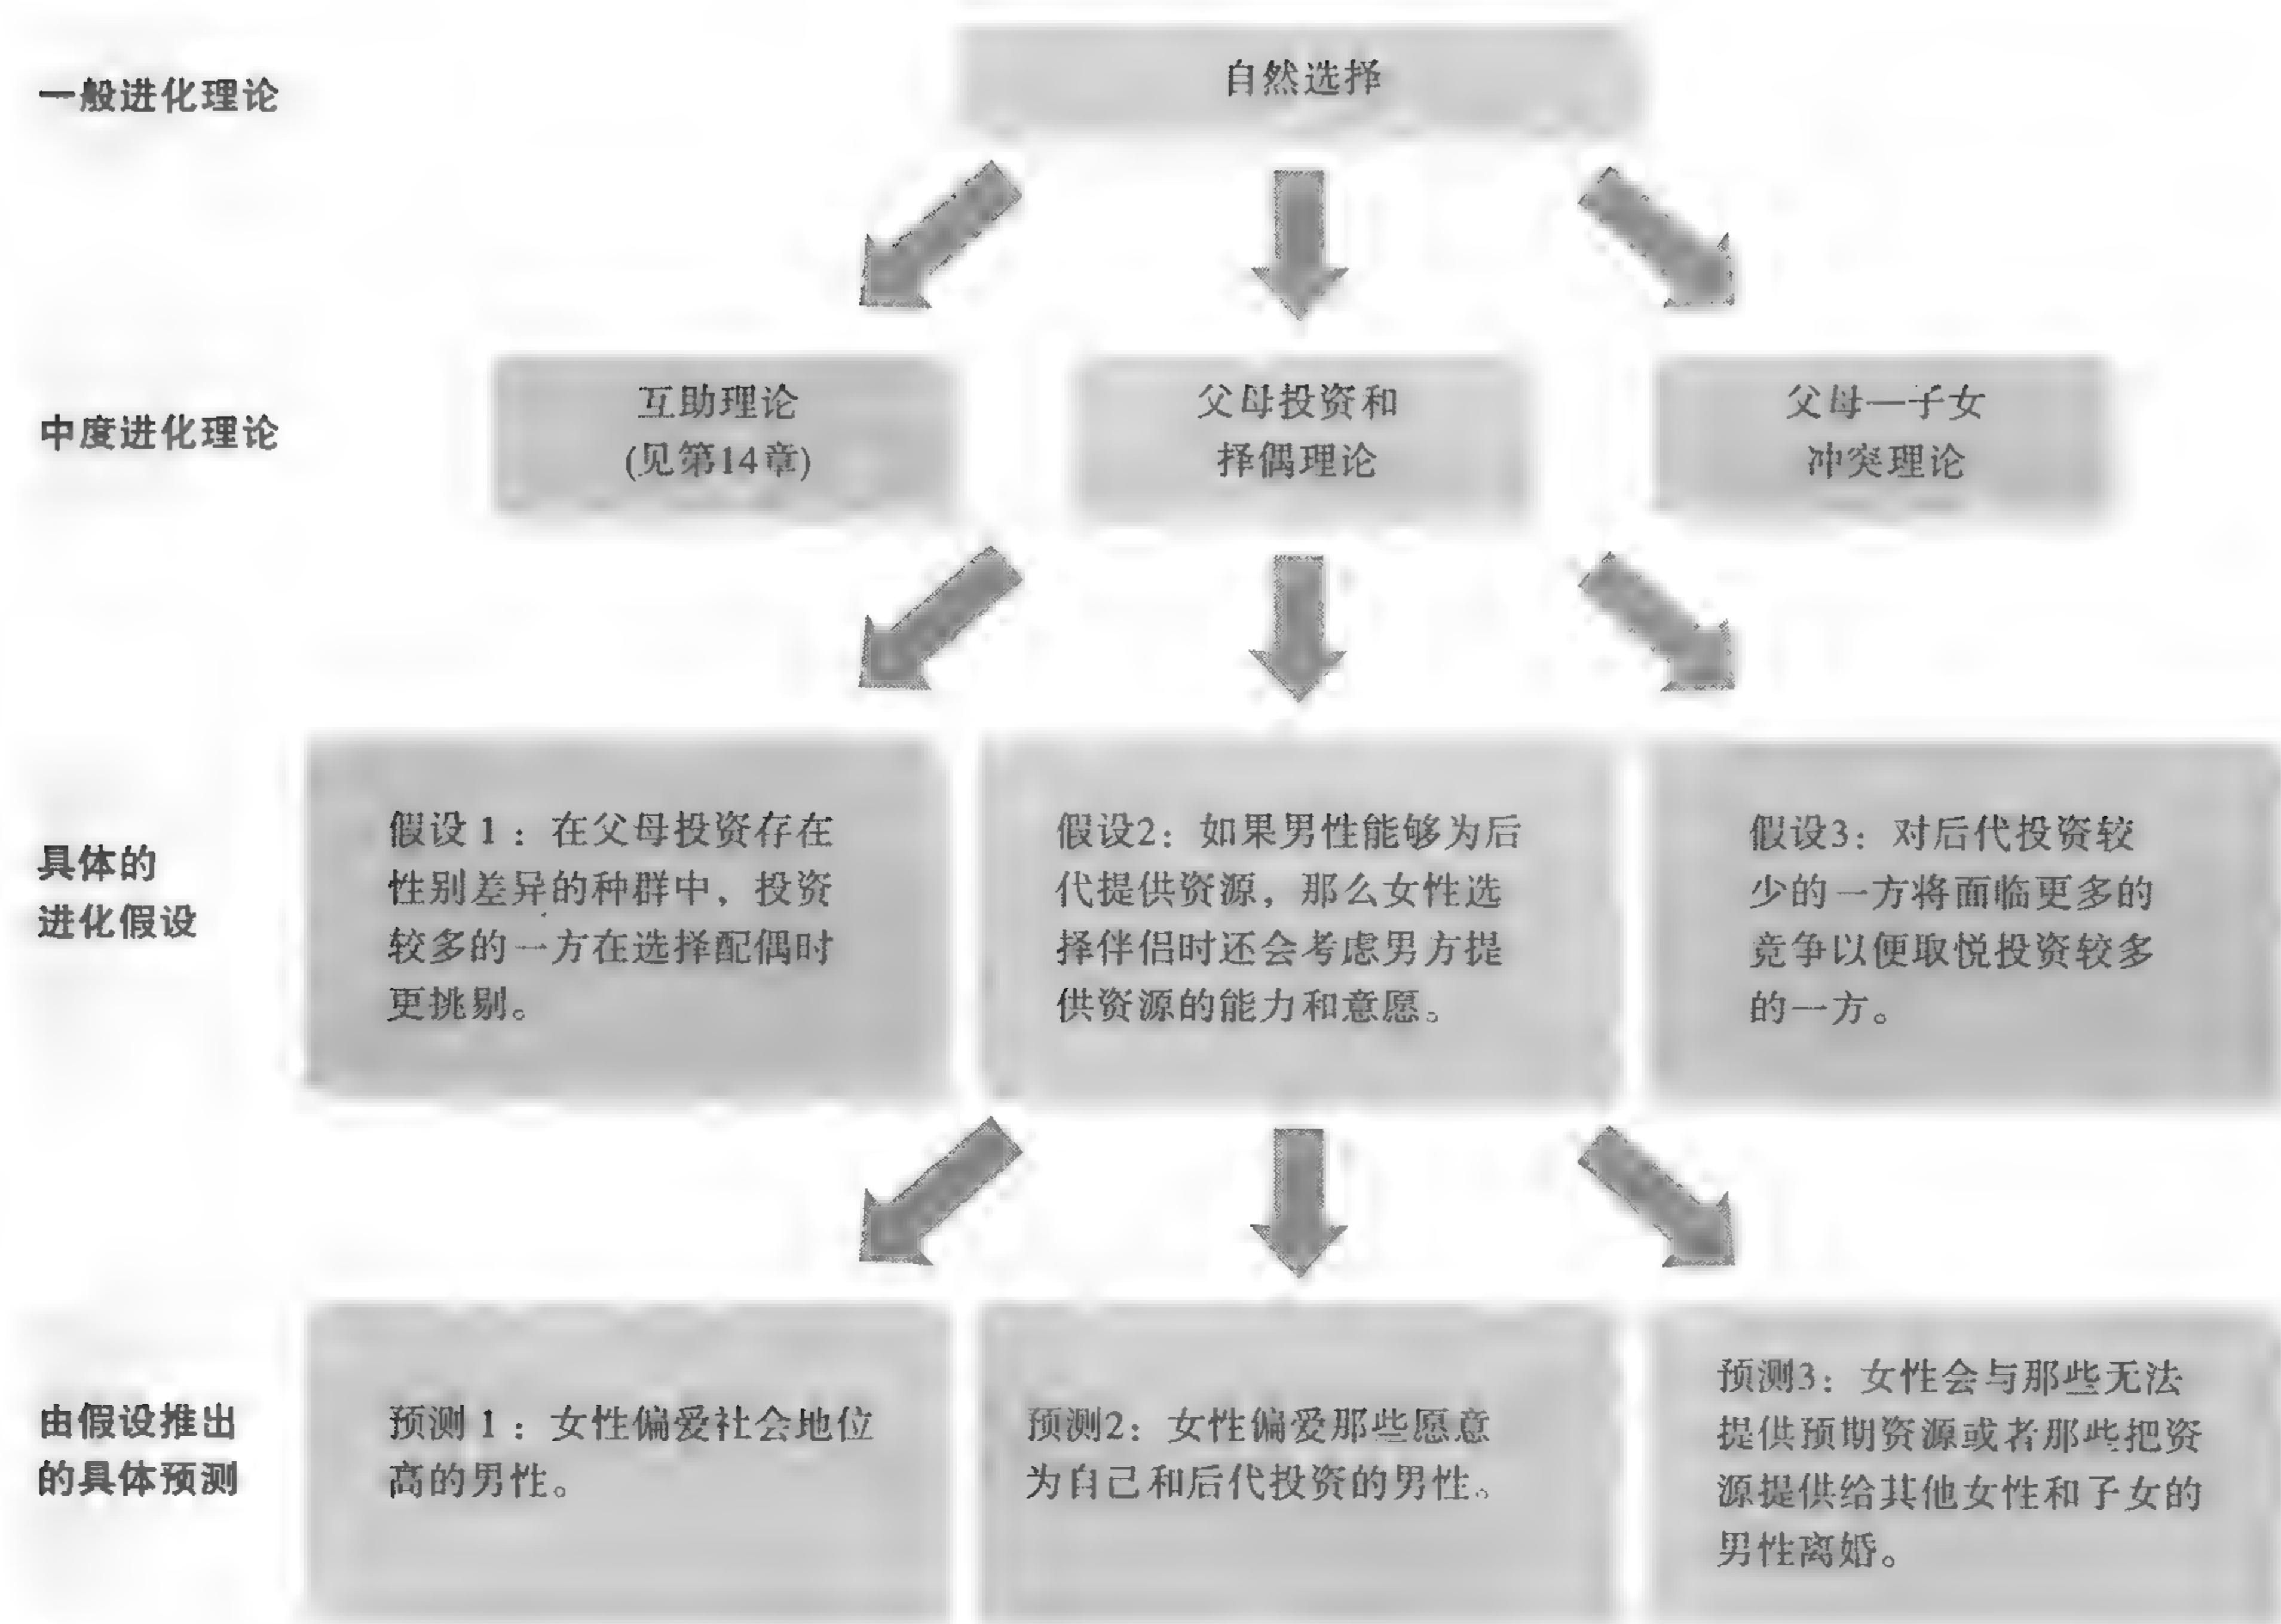 一般进化理论
自然选择
中度进化理论
互助理论
(见第14章)
父母投资和
择偶理论
父母—子女
冲突理论
具体的
进化假设
假设1：在父母投资存在
性别差异的种群中，投资
较多的一方在选择配偶时
更挑剔。
假设2：如果男性能够为后
代提供资源，那么女性选
择伴侣时还会考虑男方提
供资源的能力和意愿。
假设3：对后代投资较
少的一方将面临更多的
竞争以便取悦投资较多
的一方。
由假设推出
的具体预测
预测1：女性偏爱社会地位
高的男性。
预测2：女性偏爱那些愿意
为自己和后代投资的男性。
预测3：女性会与那些无法
提供预期资源或者那些把资
源提供给其他女性和子女的
男性离婚。